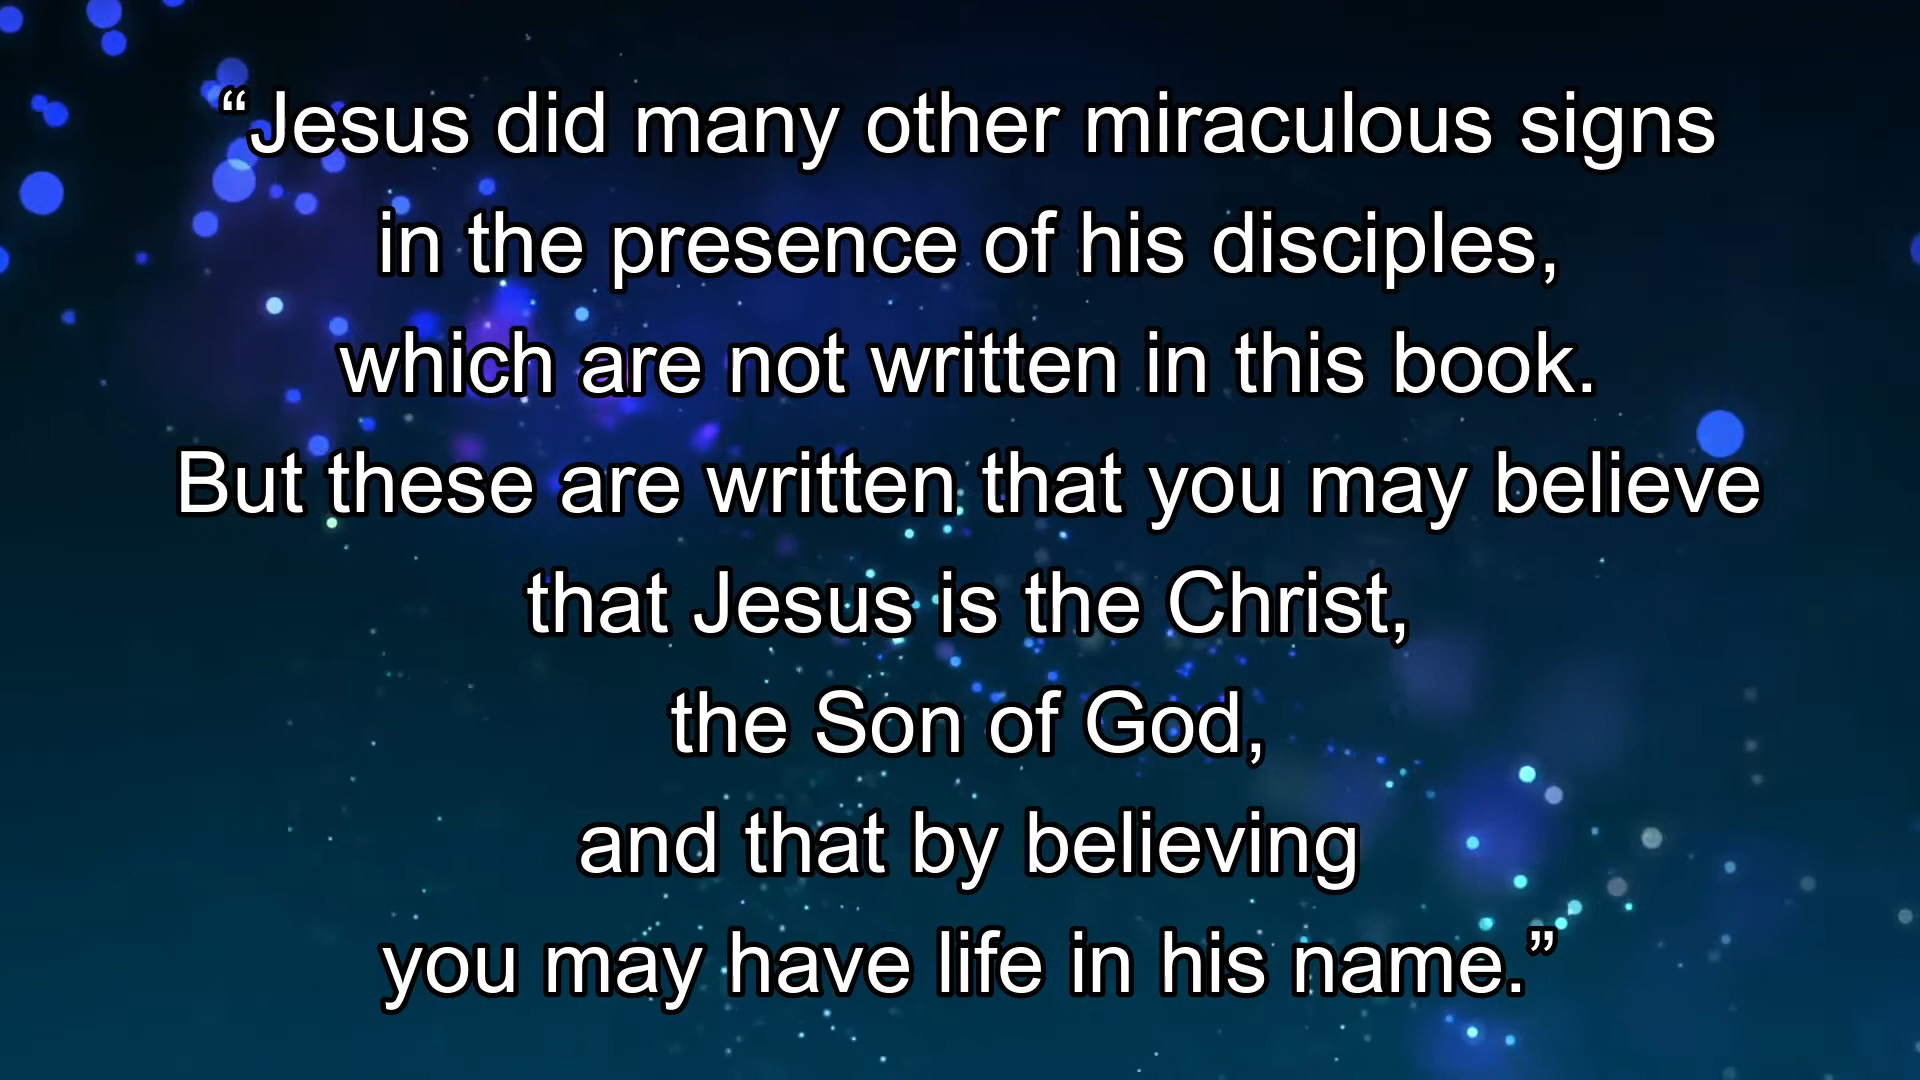 “Jesus did many other miraculous signs
in the presence of his disciples,
which are not written in this book.
But these are written that you may believe
that Jesus is the Christ,
the Son of God,
and that by believing
you may have life in his name.”